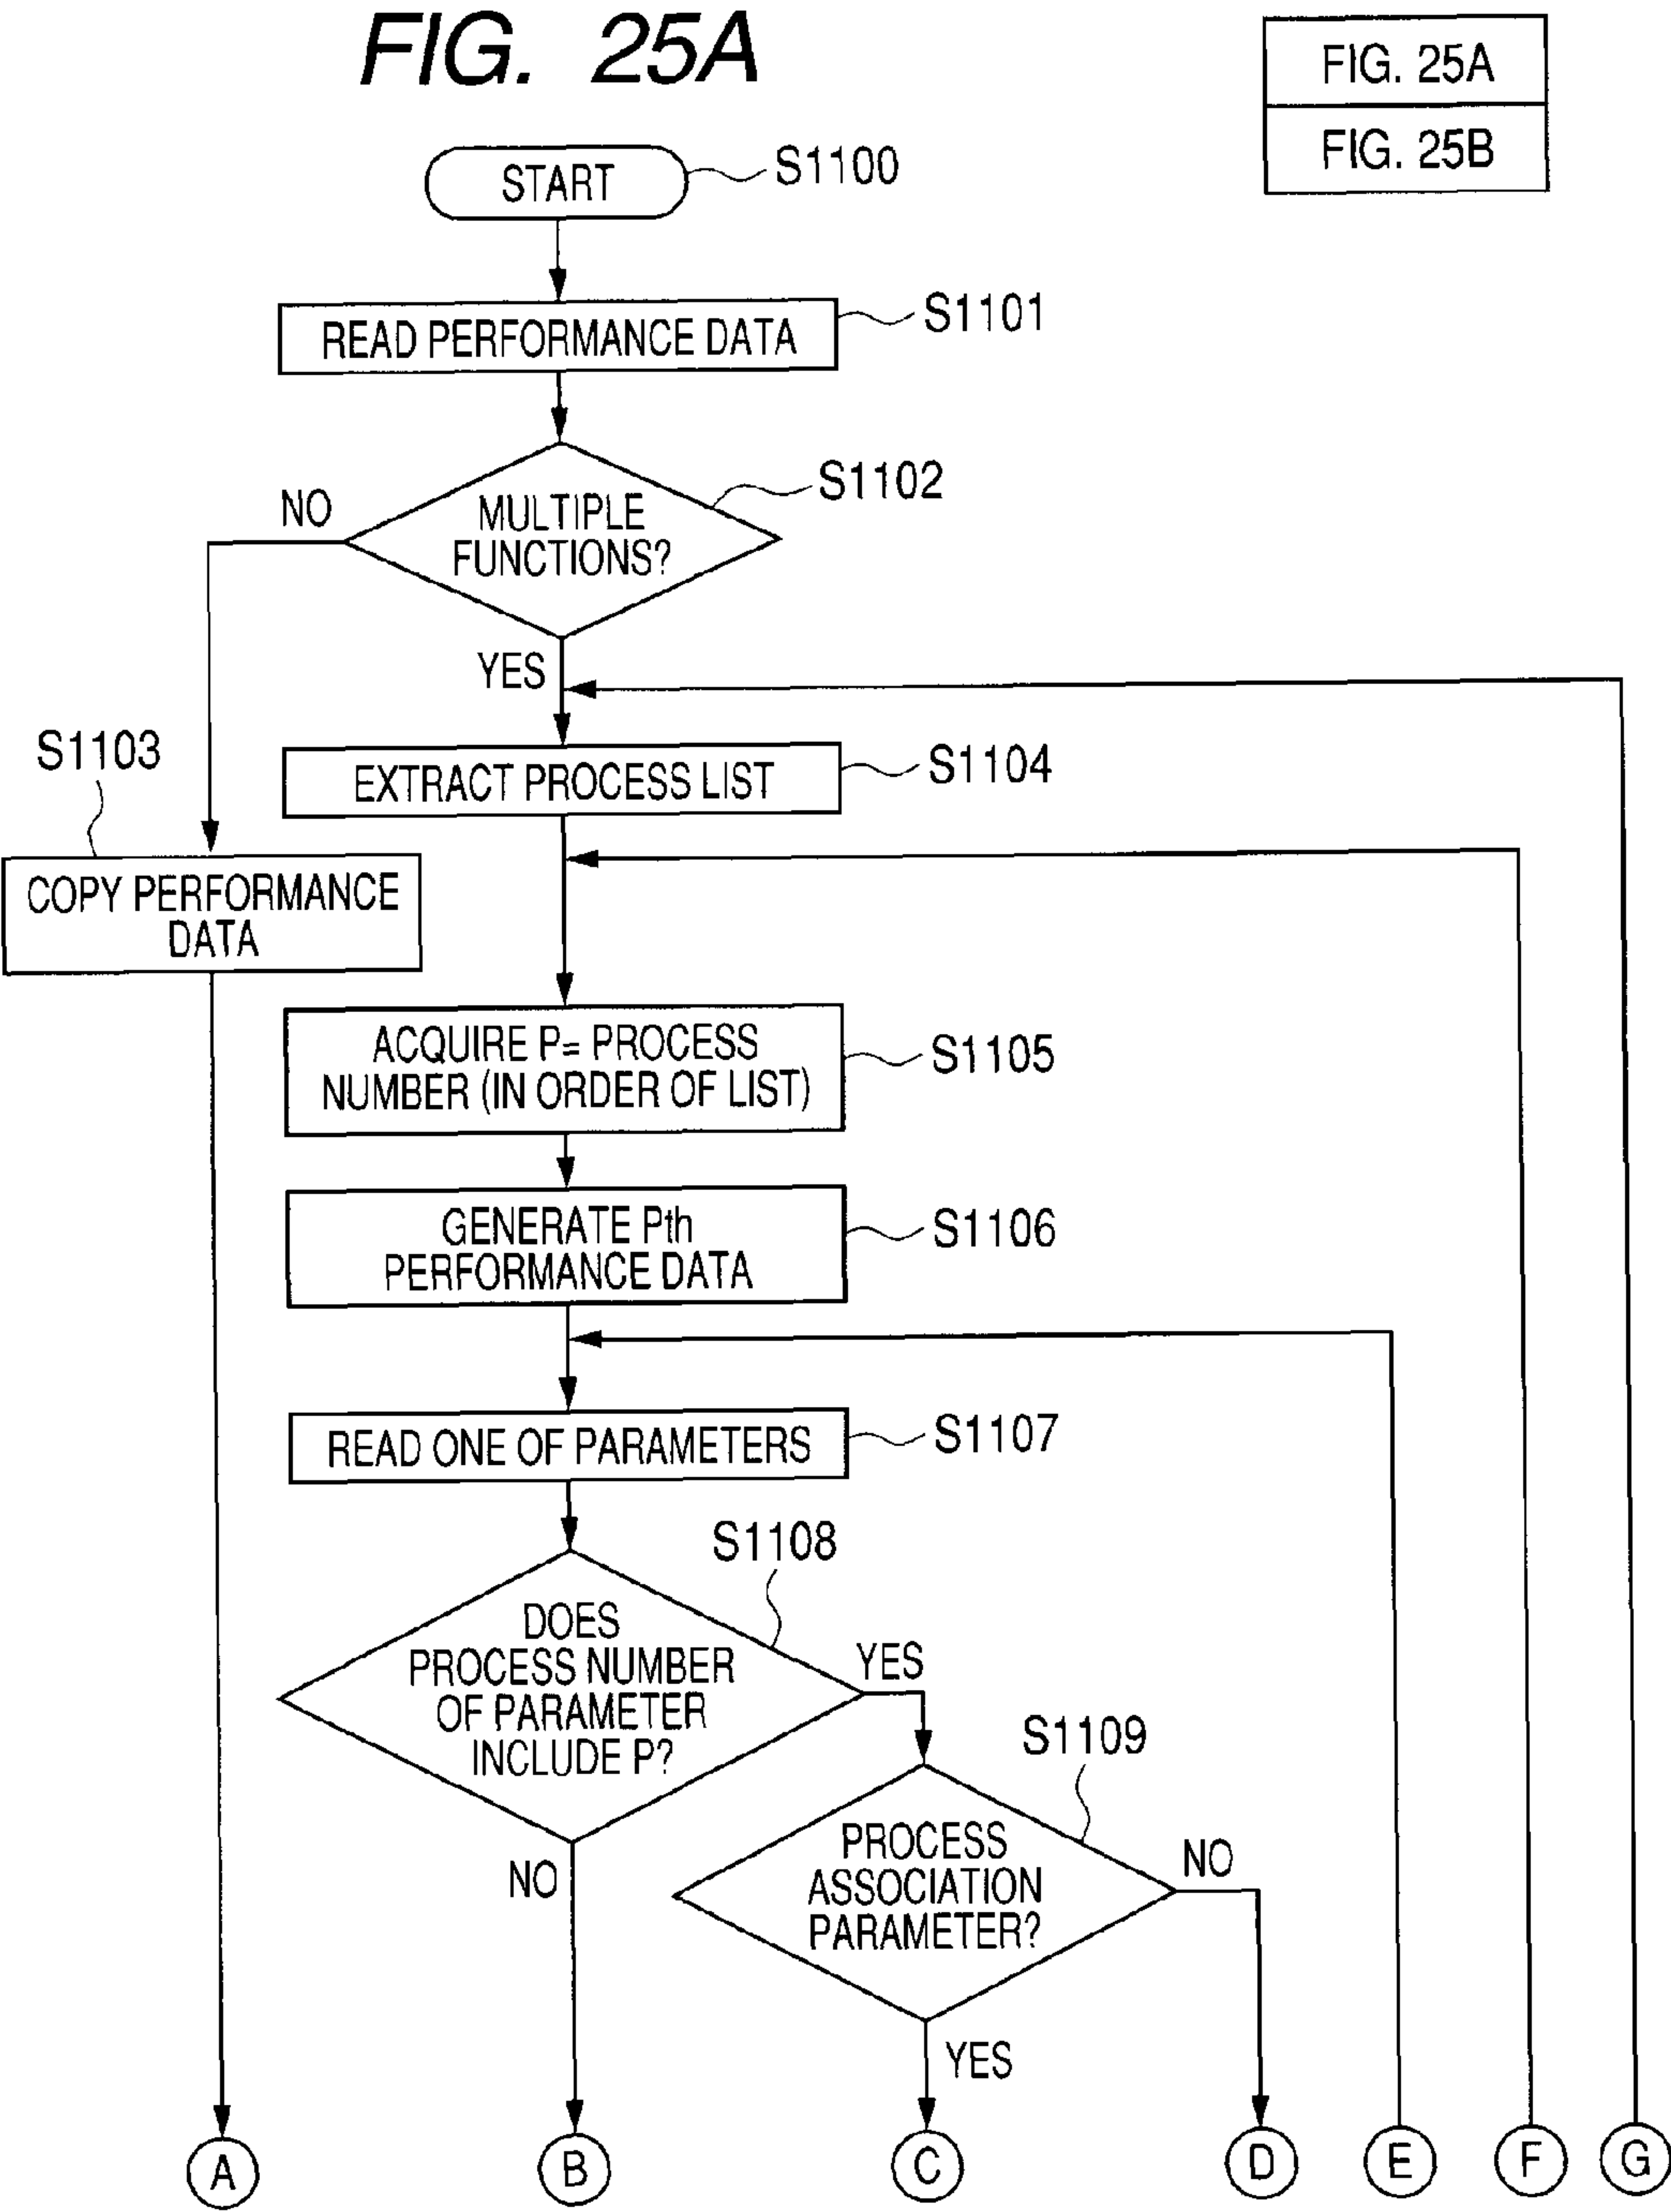 FIG. 25A
FIG. 25A
FIG. 25B
START
S1100
READ PERFORMANCE DATA
S1101
MULTIPLE
FUNCTIONS?
S1102
NO
YES
S1103
COPY PERFORMANCE
DATA
EXTRACT PROCESS LIST
S1104
ACQUIRE P= PROCESS
NUMBER (IN ORDER OF LIST)
S1105
GENERATE Pth
PERFORMANCE DATA
S1106
READ ONE OF PARAMETERS
S1107
S1108
DOES
PROCESS NUMBER
OF PARAMETER
INCLUDE P?
YES
NO
S1109
PROCESS
ASSOCIATION
PARAMETER?
NO
YES
A
B
C
D
E
F
G